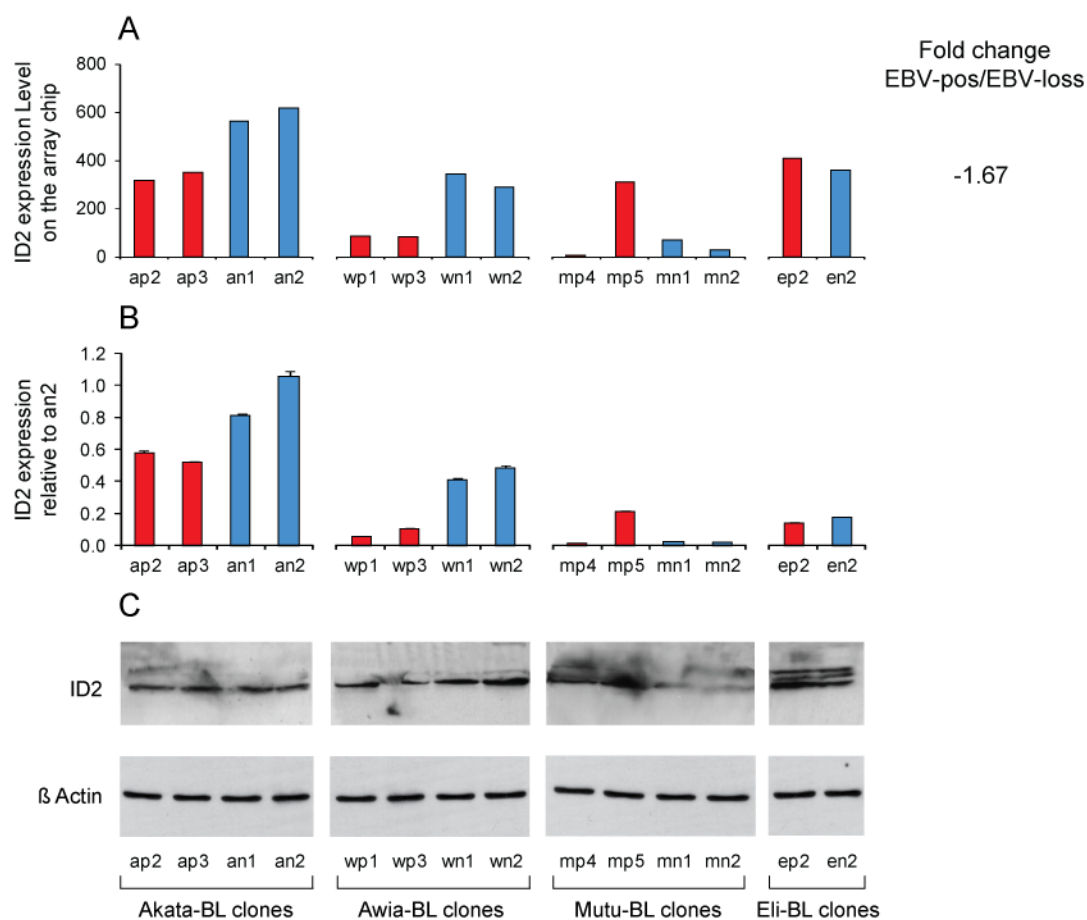 A
Fold change
EBV-pos/EBV-loss
ID2 expression Level
on the array chip
800
600
400
200
0
-1.67
ap2 ap3 an1 an2 wp1 wp3 wn1 wn2 mp4 mp5 mn1 mn2 ep2 en2
B
ID2 expression
relative to an2
1.2
1.0
0.8
0.6
0.4
0.2
0.0
ap2 ap3 an1 an2 wp1 wp3 wn1 wn2 mp4 mp5 mn1 mn2 ep2 en2
C
ID2
ß Actin
ap2 ap3 an1 an2 wp1 wp3 wn1 wn2 mp4 mp5 mn1 mn2 ep2 en2
Akata-BL clones Awia-BL clones Mutu-BL clones Eli-BL clones